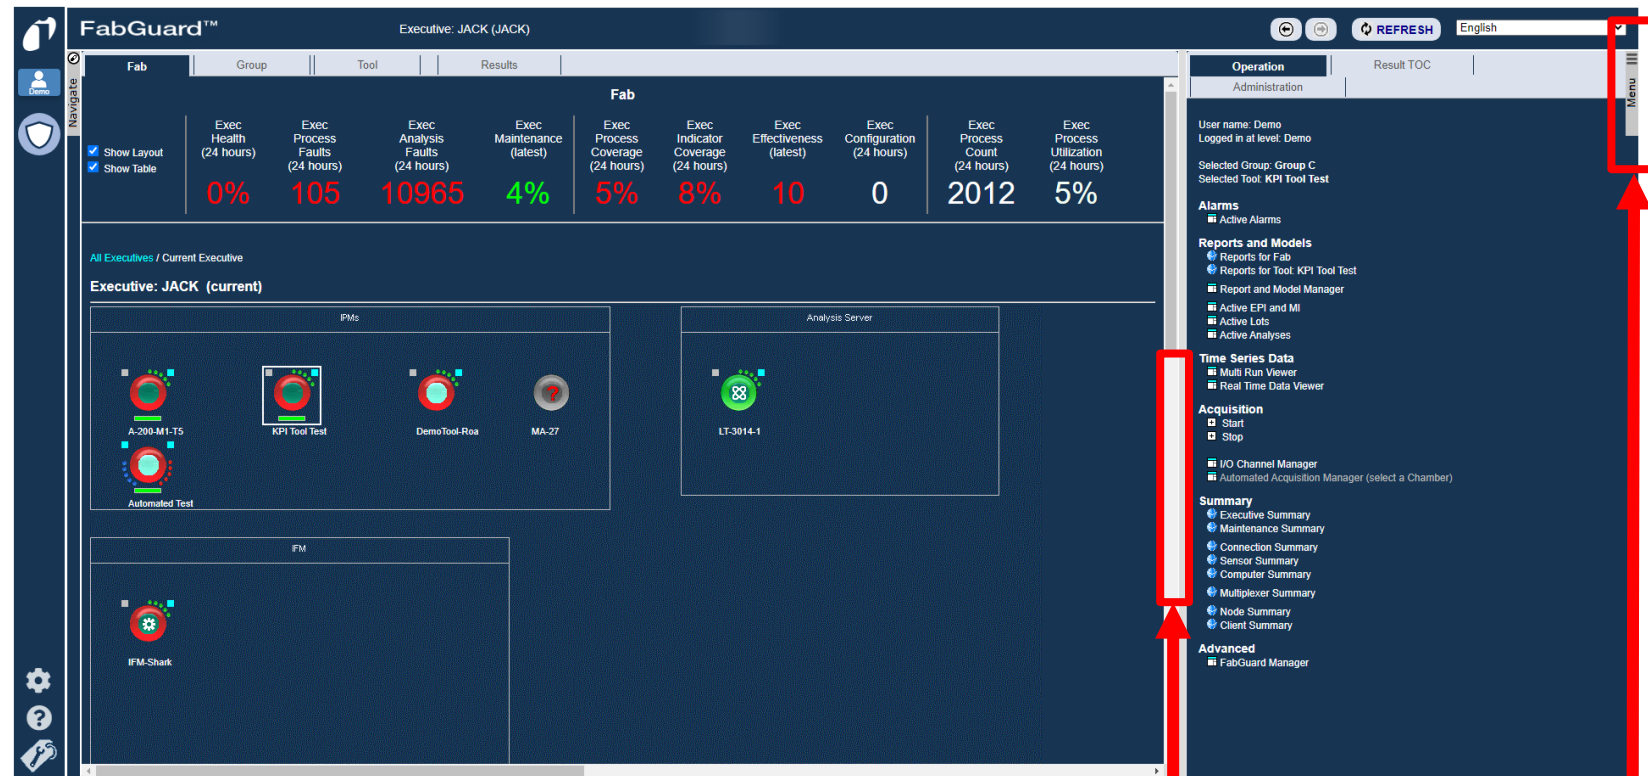 FabGuard™
Executive: JACK (JACK)
REFRESH
English
Demo
Navigate
Menu
Fab
Group
Tool
Results
Operation
Result TOC
Administration
Fab
Show Layout
Show Table
Exec
Health
(24 hours)
0%
Exec
Process
Faults
(24 hours)
105
Exec
Analysis
Faults
(24 hours)
10965
Exec
Maintenance
(latest)
4%
Exec
Process
Coverage
(24 hours)
5%
Exec
Indicator
Coverage
(24 hours)
8%
Exec
Effectiveness
(latest)
10
Exec
Configuration
(24 hours)
0
Exec
Process
Count
(24 hours)
2012
Exec
Process
Utilization
(24 hours)
5%
All Executives / Current Executive
Executive: JACK (current)
IPMs
A-200-M1-T5
KPI Tool Test
DemoTool-Roa
?
MA-27
Automated Test
Analysis Server
LT-3014-1
IFM
IFM-Shark
User name: Demo
Logged in at level: Demo
Selected Group: Group C
Selected Tool: KPI Tool Test
Alarms
Active Alarms
Reports and Models
Reports for Fab
Reports for Tool: KPI Tool Test
Report and Model Manager
Active EPI and MI
Active Lots
Active Analyses
Time Series Data
Multi Run Viewer
Real Time Data Viewer
Acquisition
Start
Stop
I/O Channel Manager
Automated Acquisition Manager (select a Chamber)
Summary
Executive Summary
Maintenance Summary
Connection Summary
Sensor Summary
Computer Summary
Multiplexer Summary
Node Summary
Client Summary
Advanced
FabGuard Manager